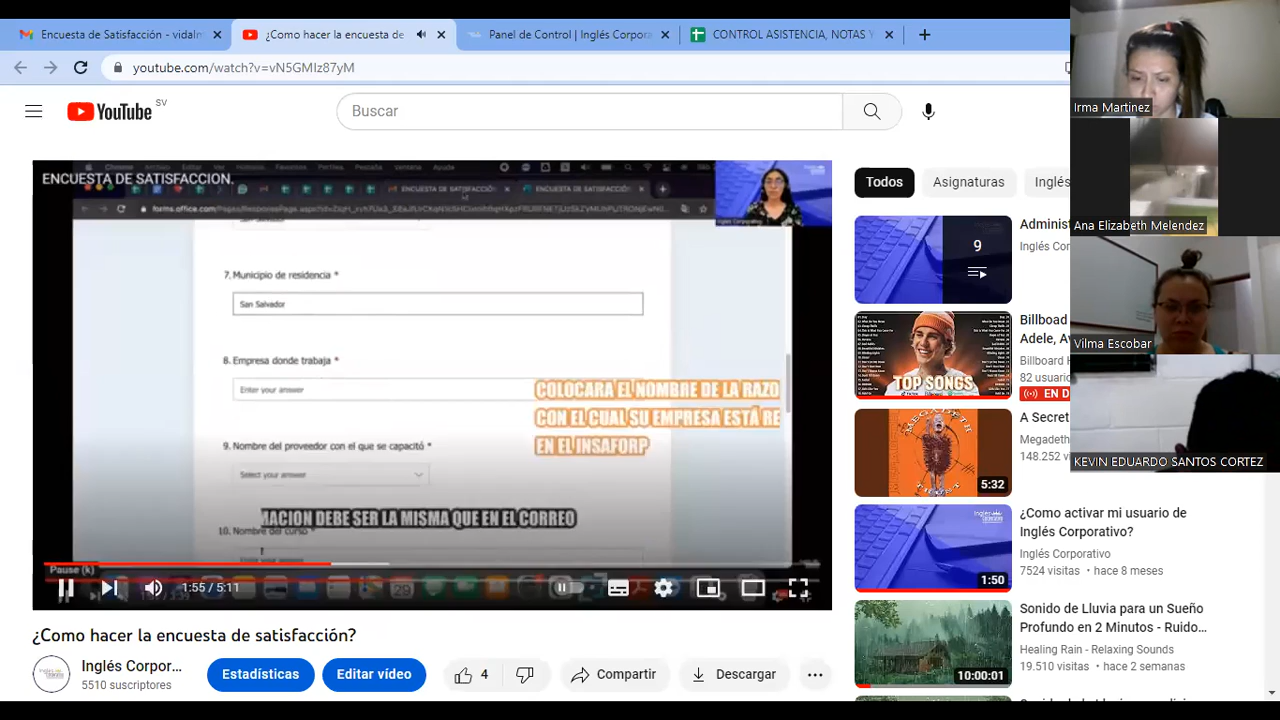 Encuesta de Satisfacción - vidalm
¿Como hacer la encuesta de
Panel de Control | Inglés Corpora
CONTROL ASISTENCIA, NOTAS Y
youtube.com/watch?v=vN5GMIz87yM
YouTube SV
Buscar
ENCUESTA DE SATISFACCION.
7. Municipio de residencia *
San Salvador
8. Empresa donde trabaja *
Enter your answer
COLOCARA EL NOMBRE DE LA RAZO
CON EL CUAL SU EMPRESA ESTÁ RE
EN EL INSAFORP
9. Nombre del proveedor con el que se capacitó *
Select your answer
MACION DEBE SER LA MISMA QUE EN EL CORREO
10. Nombre del curso *
Pause (k)
1:55 / 5:11
¿Como hacer la encuesta de satisfacción?
Inglés Corpor...
5510 suscriptores
Estadísticas
Editar vídeo
4
Compartir
Descargar
Todos
Asignaturas
Inglés
9
Adminis
Inglés Co
TOP SONGS
Billboard
Adele, Av
Billboard H
82 usuario
EN D
A Secret
Megadeth
148.252 vi
MEGADETH
5:32
¿Como activar mi usuario de
Inglés Corporativo?
Inglés Corporativo
7524 visitas • hace 8 meses
1:50
Sonido de Lluvia para un Sueño
Profundo en 2 Minutos - Ruido...
Healing Rain - Relaxing Sounds
19.510 visitas • hace 2 semanas
10:00:01
Irma Martinez
Ana Elizabeth Melendez
Vilma Escobar
KEVIN EDUARDO SANTOS CORTEZ